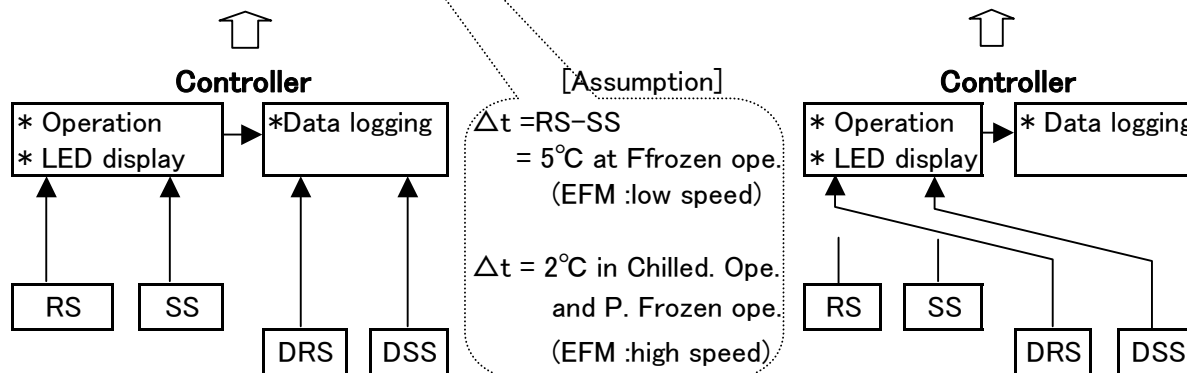 Controller
* Operation
* LED display
*Data logging
RS
SS
DRS
DSS
[Assumption]
△t =RS-SS
= 5℃ at Ffrozen ope.
(EFM :low speed)
△t = 2℃ in Chilled. Ope.
and P. Frozen ope.
(EFM :high speed)
Controller
* Operation
* LED display
* Data logging
RS
SS
DRS
DSS